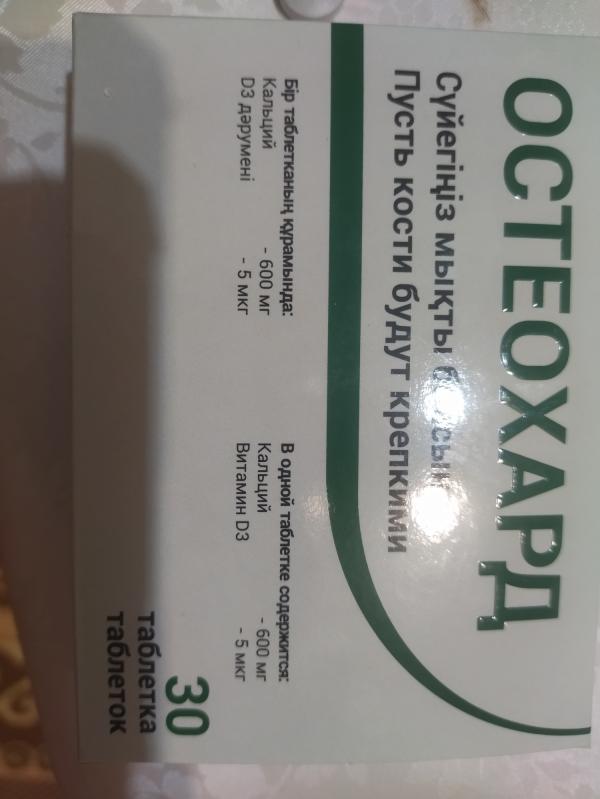 ОСТЕОХАРД
Сүйегіңіз мықты
Пусть кости будут крепкими
Бір таблетканың құрамында:
Кальций - 600 мг
D3 дәрумені - 5 мкг
В одной таблетке содержится:
Кальций - 600 мг
Витамин D3 - 5 мкг
30
таблетка
таблеток